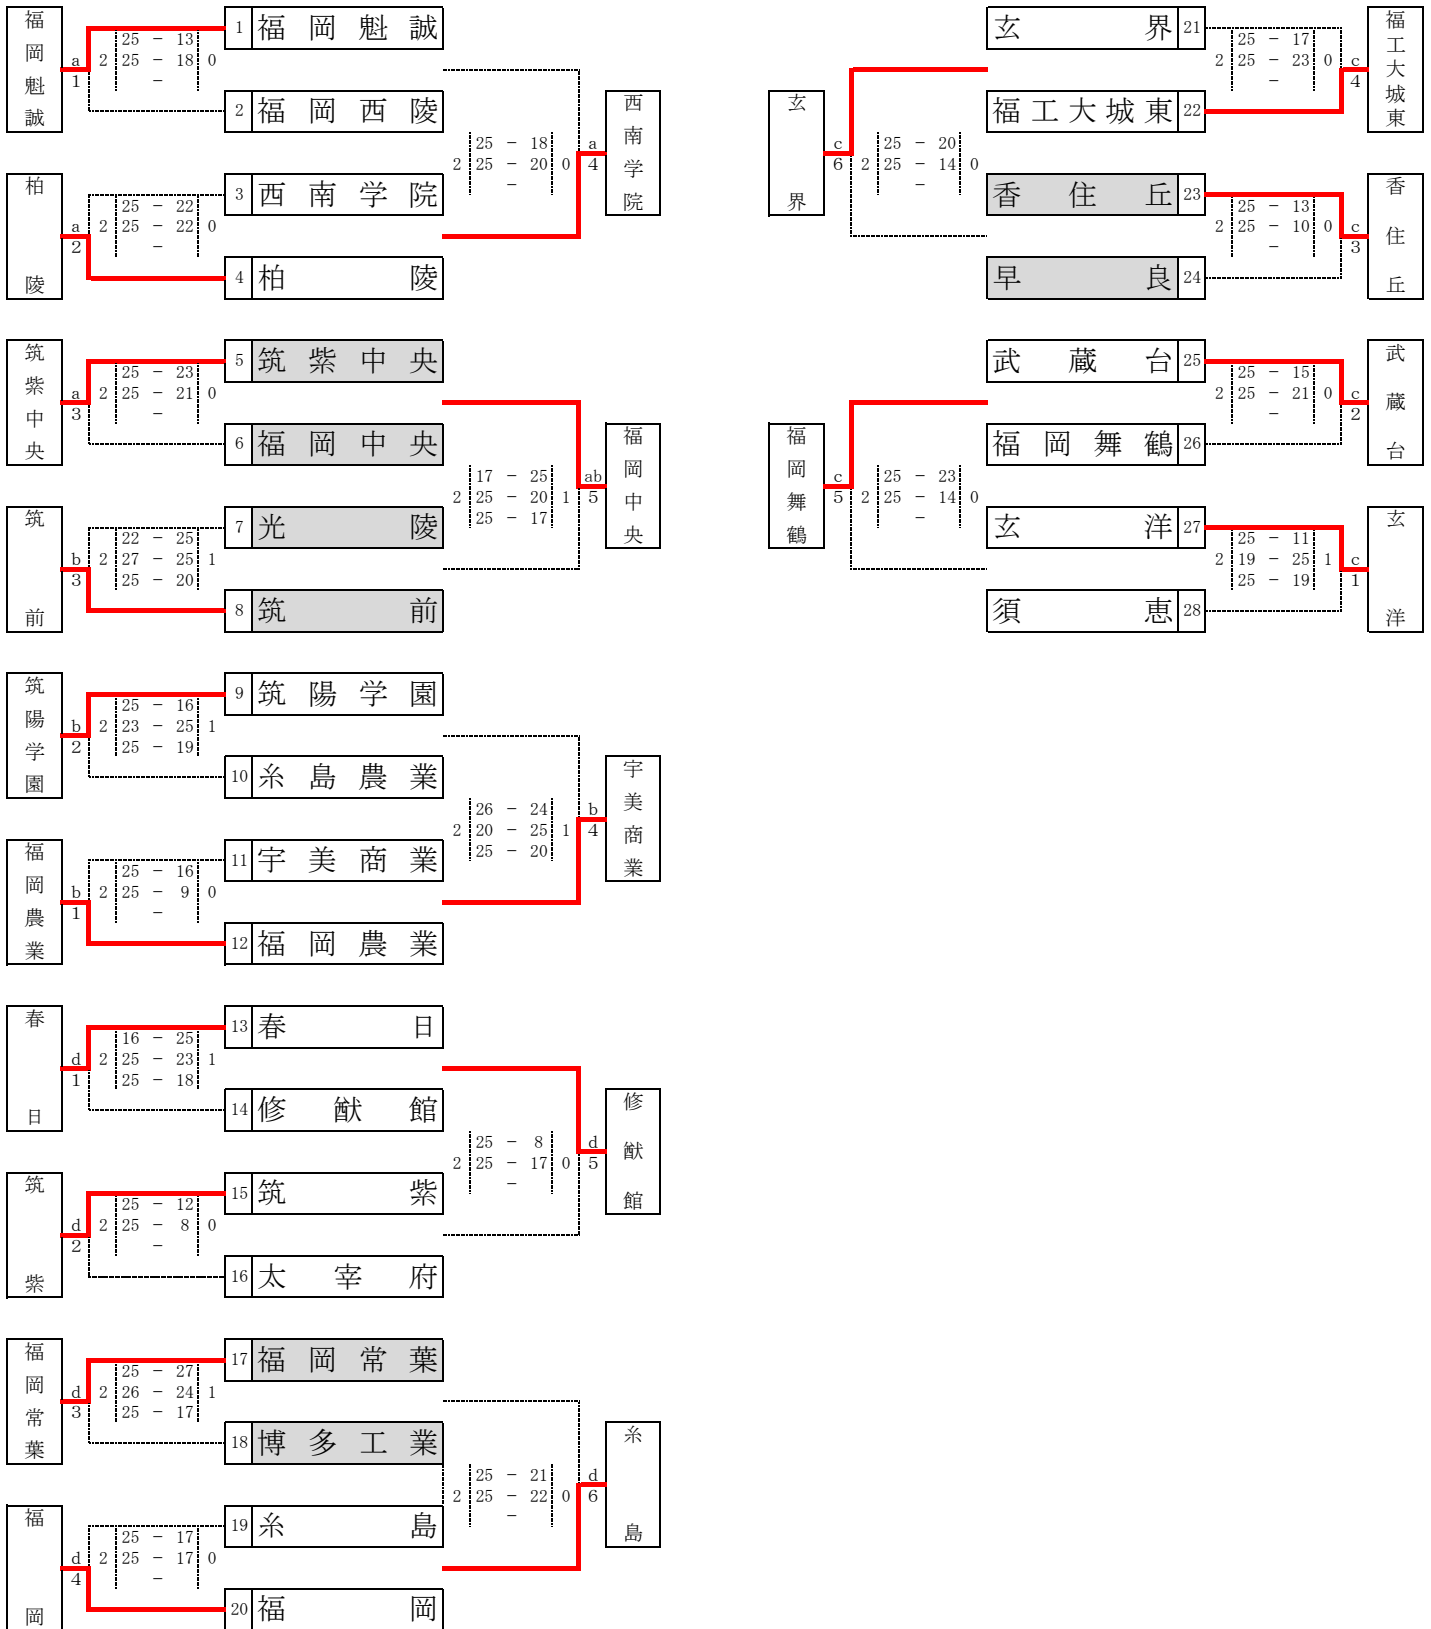 福岡魁誠
a 1
2 25 － 13 0
25 － 18
－
1 福岡魁誠
2 福岡西陵
柏陵
a 2
2 25 － 22 0
25 － 22
－
3 西南学院
4 柏陵
2 25 － 18 0
25 － 20
－
a 4
西南学院
筑紫中央
a 3
2 25 － 23 0
25 － 21
－
5 筑紫中央
6 福岡中央
筑前
b 3
2 22 － 25 1
27 － 25
25 － 20
7 光陵
8 筑前
2 17 － 25 1
25 － 20
25 － 17
ab 5
福岡中央
筑陽学園
b 2
2 25 － 16 1
23 － 25
25 － 19
9 筑陽学園
10 糸島農業
福岡農業
b 1
2 25 － 16 0
25 － 9
－
11 宇美商業
12 福岡農業
2 26 － 24 1
20 － 25
25 － 20
b 4
宇美商業
春日
d 1
2 16 － 25 1
25 － 23
25 － 18
13 春日
14 修猷館
筑紫
d 2
2 25 － 12 0
25 － 8
－
15 筑紫
16 太宰府
2 25 － 8 0
25 － 17
－
d 5
修猷館
福岡常葉
d 3
2 25 － 27 1
26 － 24
25 － 17
17 福岡常葉
18 博多工業
福岡
d 4
2 25 － 17 0
25 － 17
－
19 糸島
20 福岡
2 25 － 21 0
25 － 22
－
d 6
糸島
玄界
c 6
2 25 － 20 0
25 － 14
－
玄界 21
福工大城東 22
2 25 － 17 0
25 － 23
－
c 4
福工大城東
香住丘 23
早良 24
2 25 － 13 0
25 － 10
－
c 3
香住丘
福岡舞鶴
c 5
2 25 － 23 0
25 － 14
－
武蔵台 25
福岡舞鶴 26
2 25 － 15 0
25 － 21
－
c 2
武蔵台
玄洋 27
須恵 28
2 25 － 11 1
19 － 25
25 － 19
c 1
玄洋